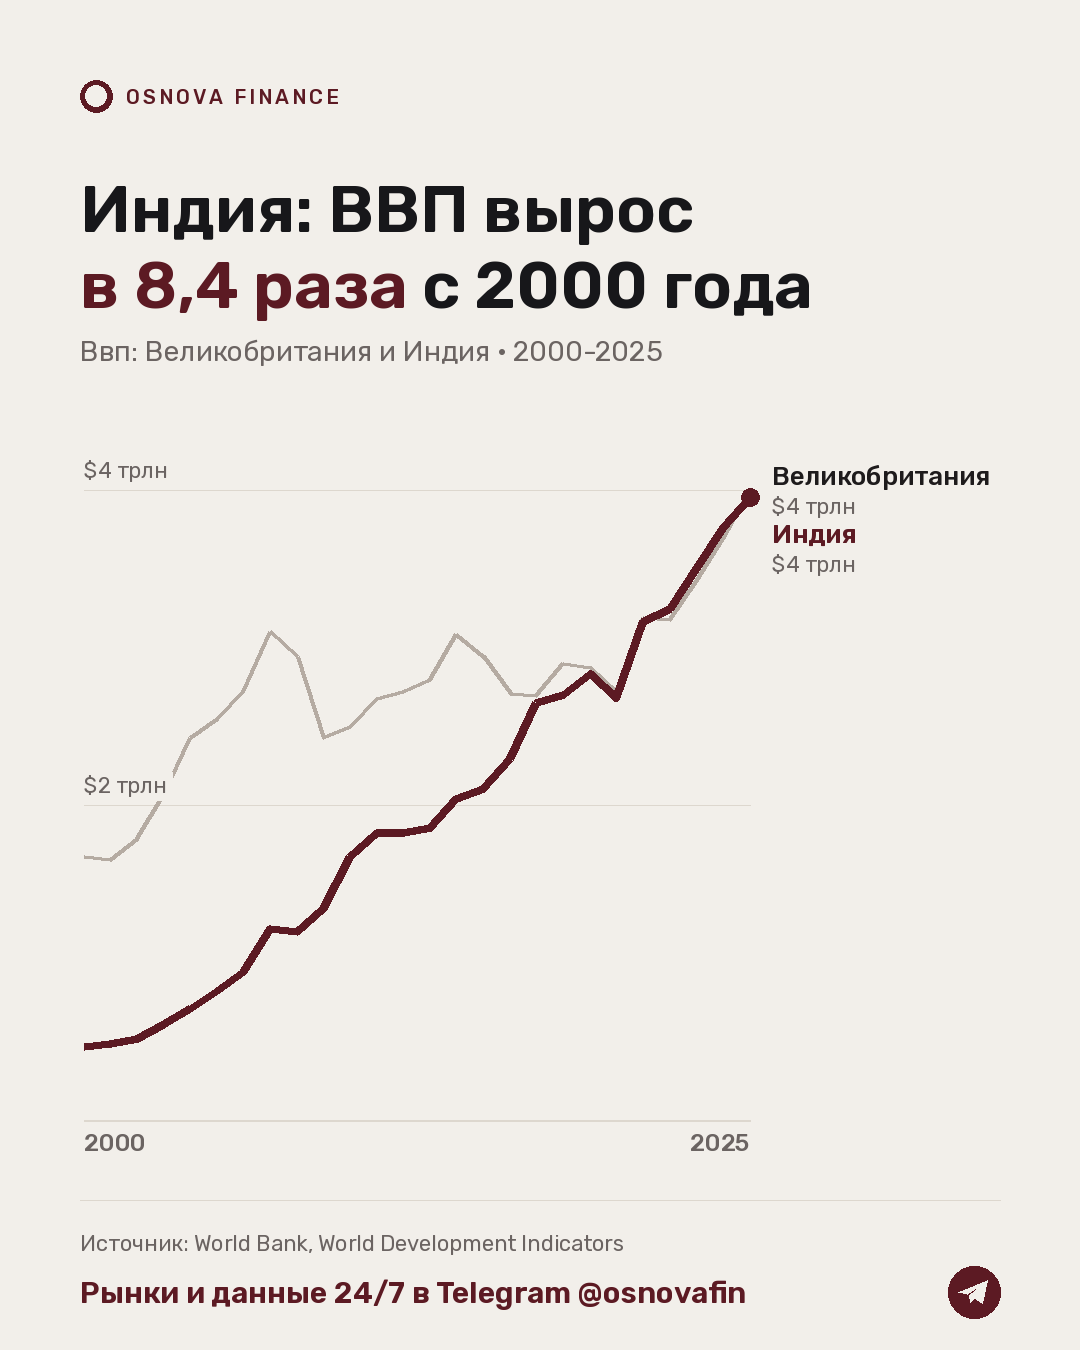 OSNOVA FINANCE
Индия: ВВП вырос
в 8,4 раза с 2000 года
Ввп: Великобритания и Индия • 2000-2025
$4 трлн
Великобритания
$4 трлн
Индия
$4 трлн
$2 трлн
2000
2025
Источник: World Bank, World Development Indicators
Рынки и данные 24/7 в Telegram @osnovafin